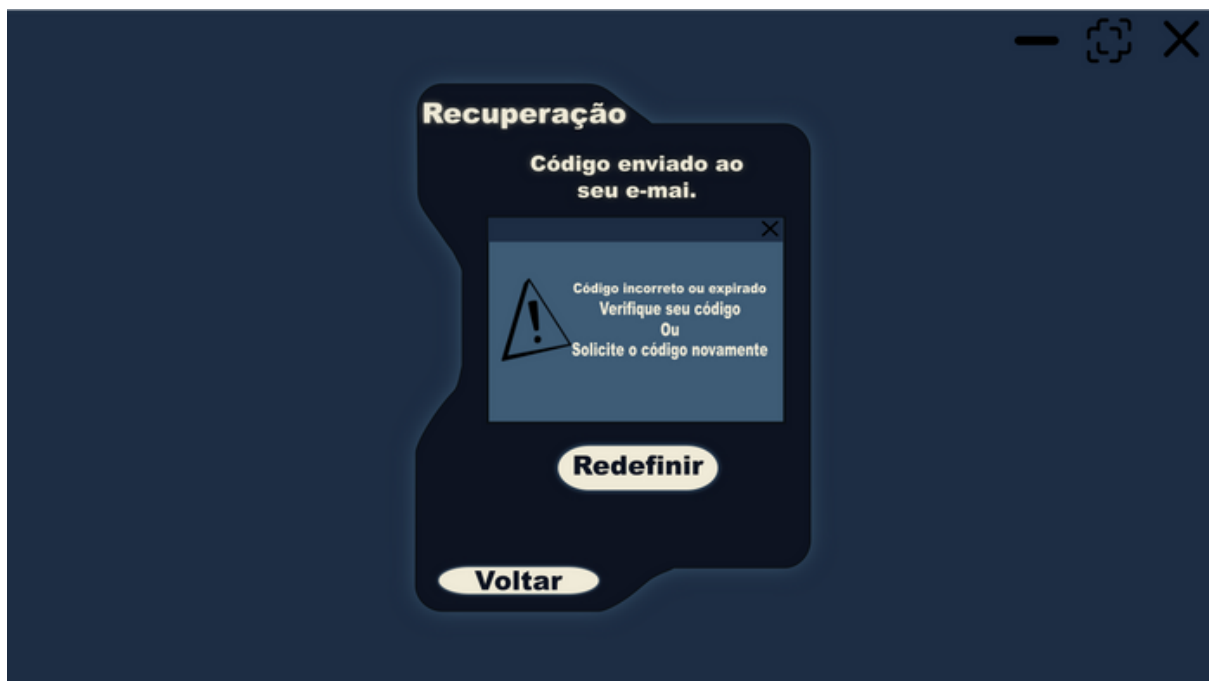 Recuperação
Código enviado ao
seu e-mai.
Código incorreto ou expirado
Verifique seu código
Ou
Solicite o código novamente
Redefinir
Voltar